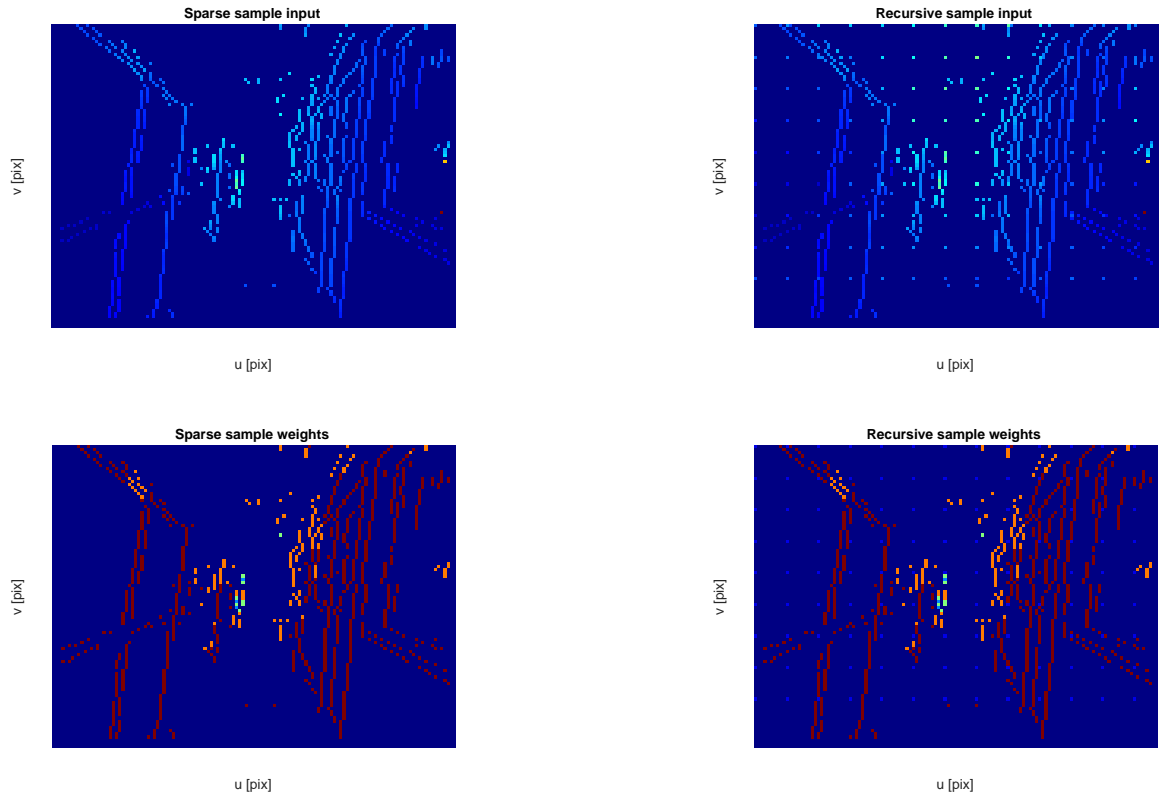 Sparse sample input
v [pix]
u [pix]
Recursive sample input
v [pix]
u [pix]
Sparse sample weights
v [pix]
u [pix]
Recursive sample weights
v [pix]
u [pix]